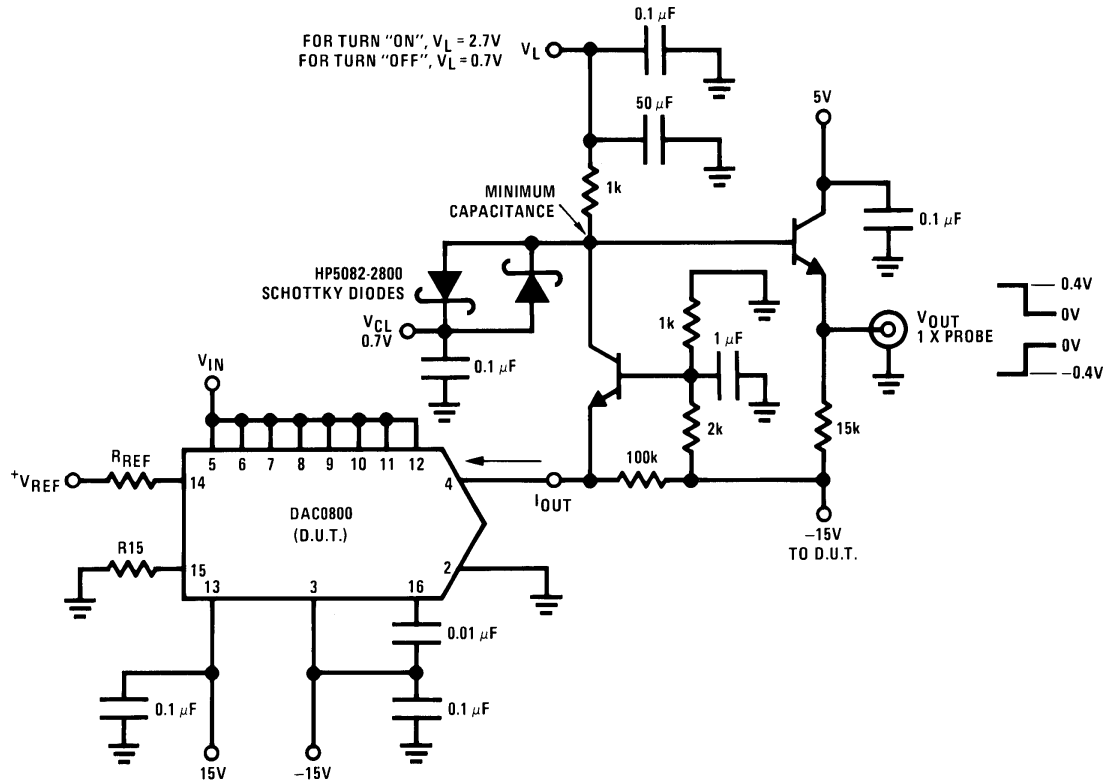 FOR TURN "ON", VL = 2.7V
FOR TURN "OFF", VL = 0.7V
VL
0.1 µF
50 µF
5V
1k
MINIMUM
CAPACITANCE
0.1 µF
HP5082-2800
SCHOTTKY DIODES
VCL
0.7V
0.1 µF
1k
1 µF
2k
VOUT
1 X PROBE
0.4V
0V
0V
−0.4V
VIN
5 6 7 8 9 10 11 12
+VREF
RREF
14
4
IOUT
100k
15k
DAC0800
(D.U.T.)
−15V
TO D.U.T.
R15
15
2
13
3
16
0.01 µF
0.1 µF
0.1 µF
15V
−15V